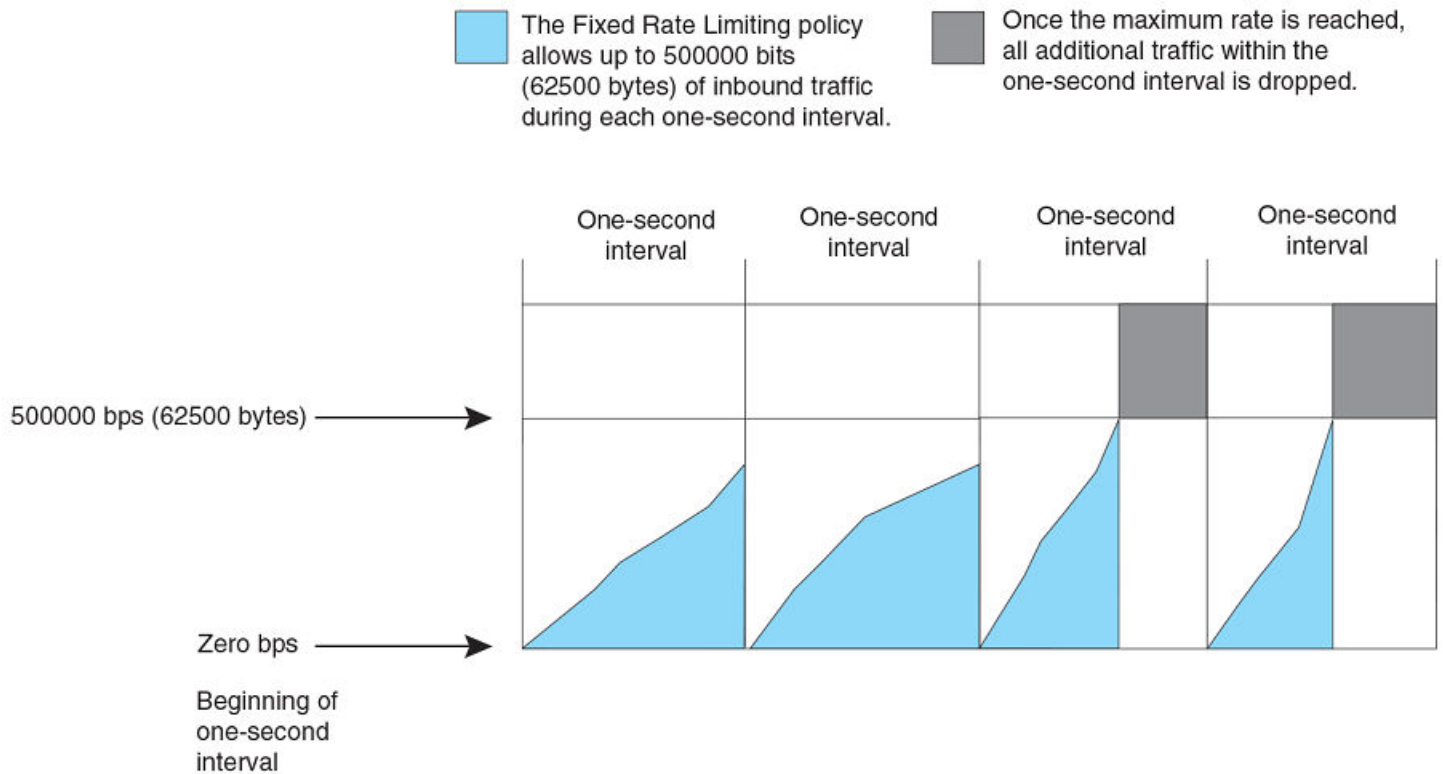 The Fixed Rate Limiting policy
allows up to 500000 bits
(62500 bytes) of inbound traffic
during each one-second interval.
Once the maximum rate is reached,
all additional traffic within the
one-second interval is dropped.
One-second
interval
One-second
interval
One-second
interval
One-second
interval
500000 bps (62500 bytes)
Zero bps
Beginning of
one-second
interval